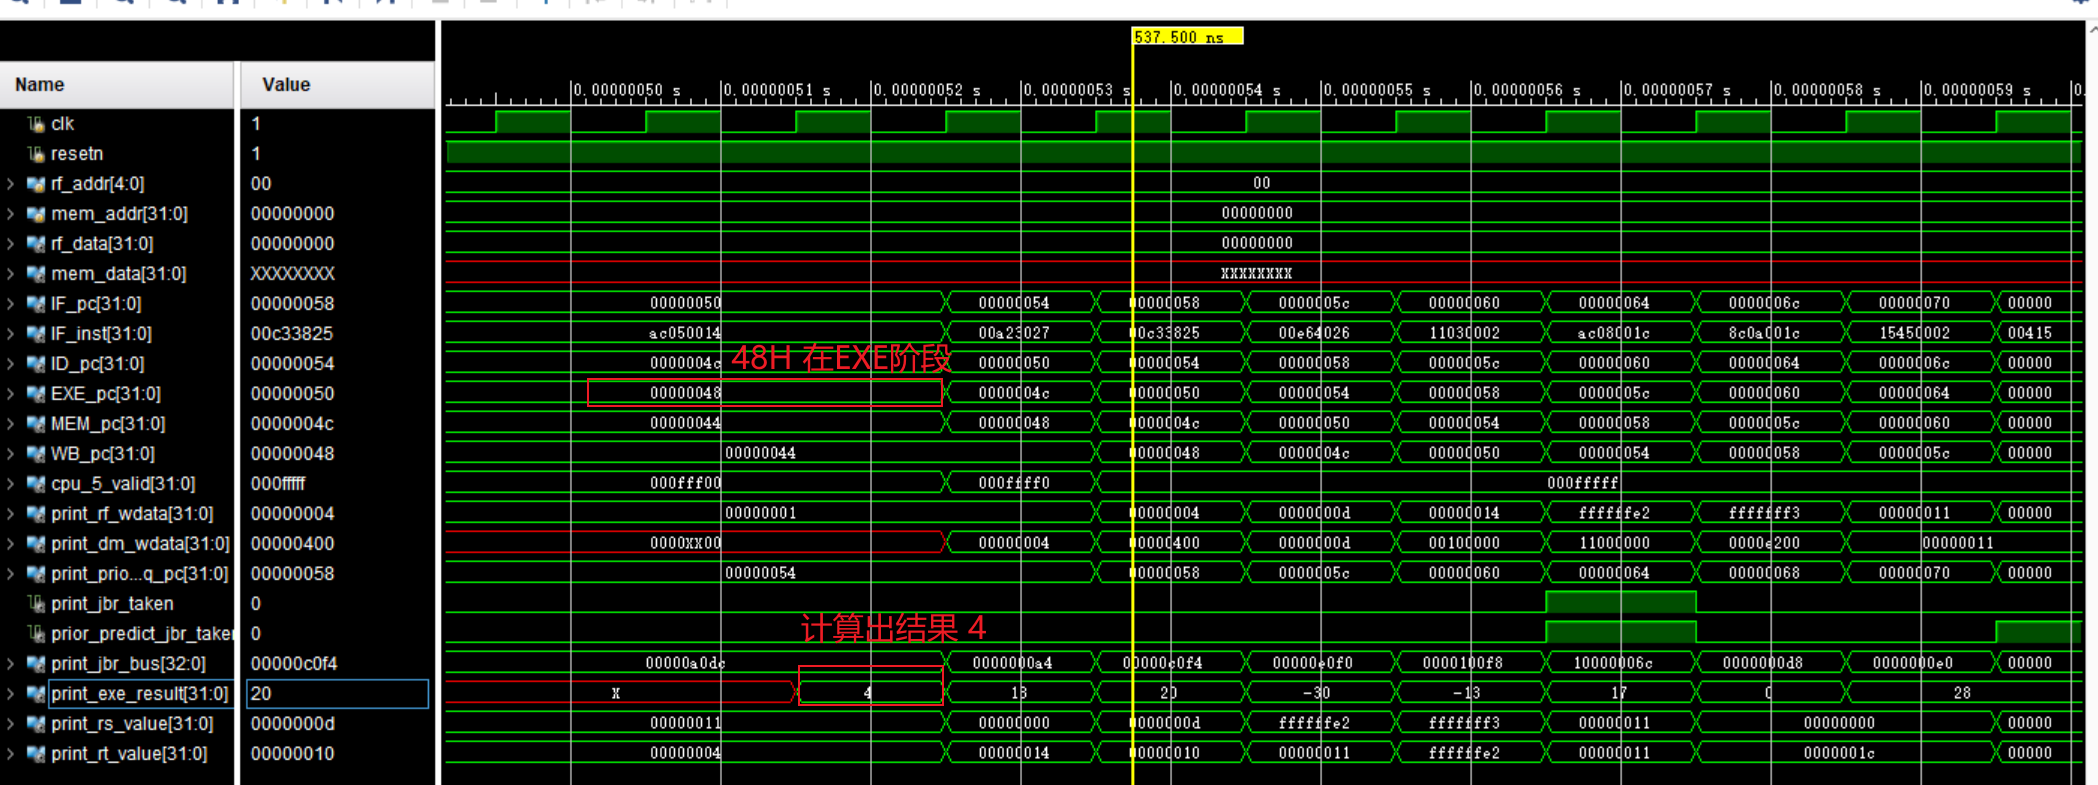 537.500 ns
Name Value
0.00000050 s 0.00000051 s 0.00000052 s 0.00000053 s 0.00000054 s 0.00000055 s 0.00000056 s 0.00000057 s 0.00000058 s 0.00000059 s 0.
clk 1
resetn 1
rf_addr[4:0] 00 00
mem_addr[31:0] 00000000 00000000
rf_data[31:0] 00000000 00000000
mem_data[31:0] XXXXXXXX XXXXXXXX
IF_pc[31:0] 00000058 00000050 00000054 00000058 0000005c 00000060 00000064 0000006c 00000070 00000
IF_inst[31:0] 00c33825 ac050014 00a23027 00c33825 00e64026 11030002 ac08001c 8c0a001c 15450002 00415
48H 在EXE阶段
ID_pc[31:0] 00000054 0000004c 00000050 00000054 00000058 0000005c 00000060 00000064 0000006c 00000
EXE_pc[31:0] 00000050 00000048 0000004c 00000050 00000054 00000058 0000005c 00000060 00000064 00000
MEM_pc[31:0] 0000004c 00000044 00000048 0000004c 00000050 00000054 00000058 0000005c 00000060 00000
WB_pc[31:0] 00000048 00000044 00000048 0000004c 00000050 00000054 00000058 0000005c 00000
cpu_5_valid[31:0] 000fffff 000fff00 000ffff0 000fffff
print_rf_wdata[31:0] 00000004 00000001 00000004 0000000d 00000014 ffffffe2 fffffff3 00000011 00000
print_dm_wdata[31:0] 00000400 0000XX00 00000004 00000400 0000000d 00100000 11000000 0000e200 00000011
print_prio...q_pc[31:0] 00000058 00000054 00000058 0000005c 00000060 00000064 00000068 00000070 00000
print_jbr_taken 0
计算出结果 4
prior_predict_jbr_taker 0
print_jbr_bus[32:0] 00000c0f4 00000a0dc 0000000a4 00000c0f4 00000e0f0 0000100f8 10000006c 0000000d8 0000000e0 00000
print_exe_result[31:0] 20 X 4 13 20 -30 -13 17 0 28
print_rs_value[31:0] 0000000d 00000011 00000000 0000000d ffffffe2 fffffff3 00000011 00000000 00000
print_rt_value[31:0] 00000010 00000004 00000014 00000010 00000011 ffffffe2 00000011 0000001c 00000